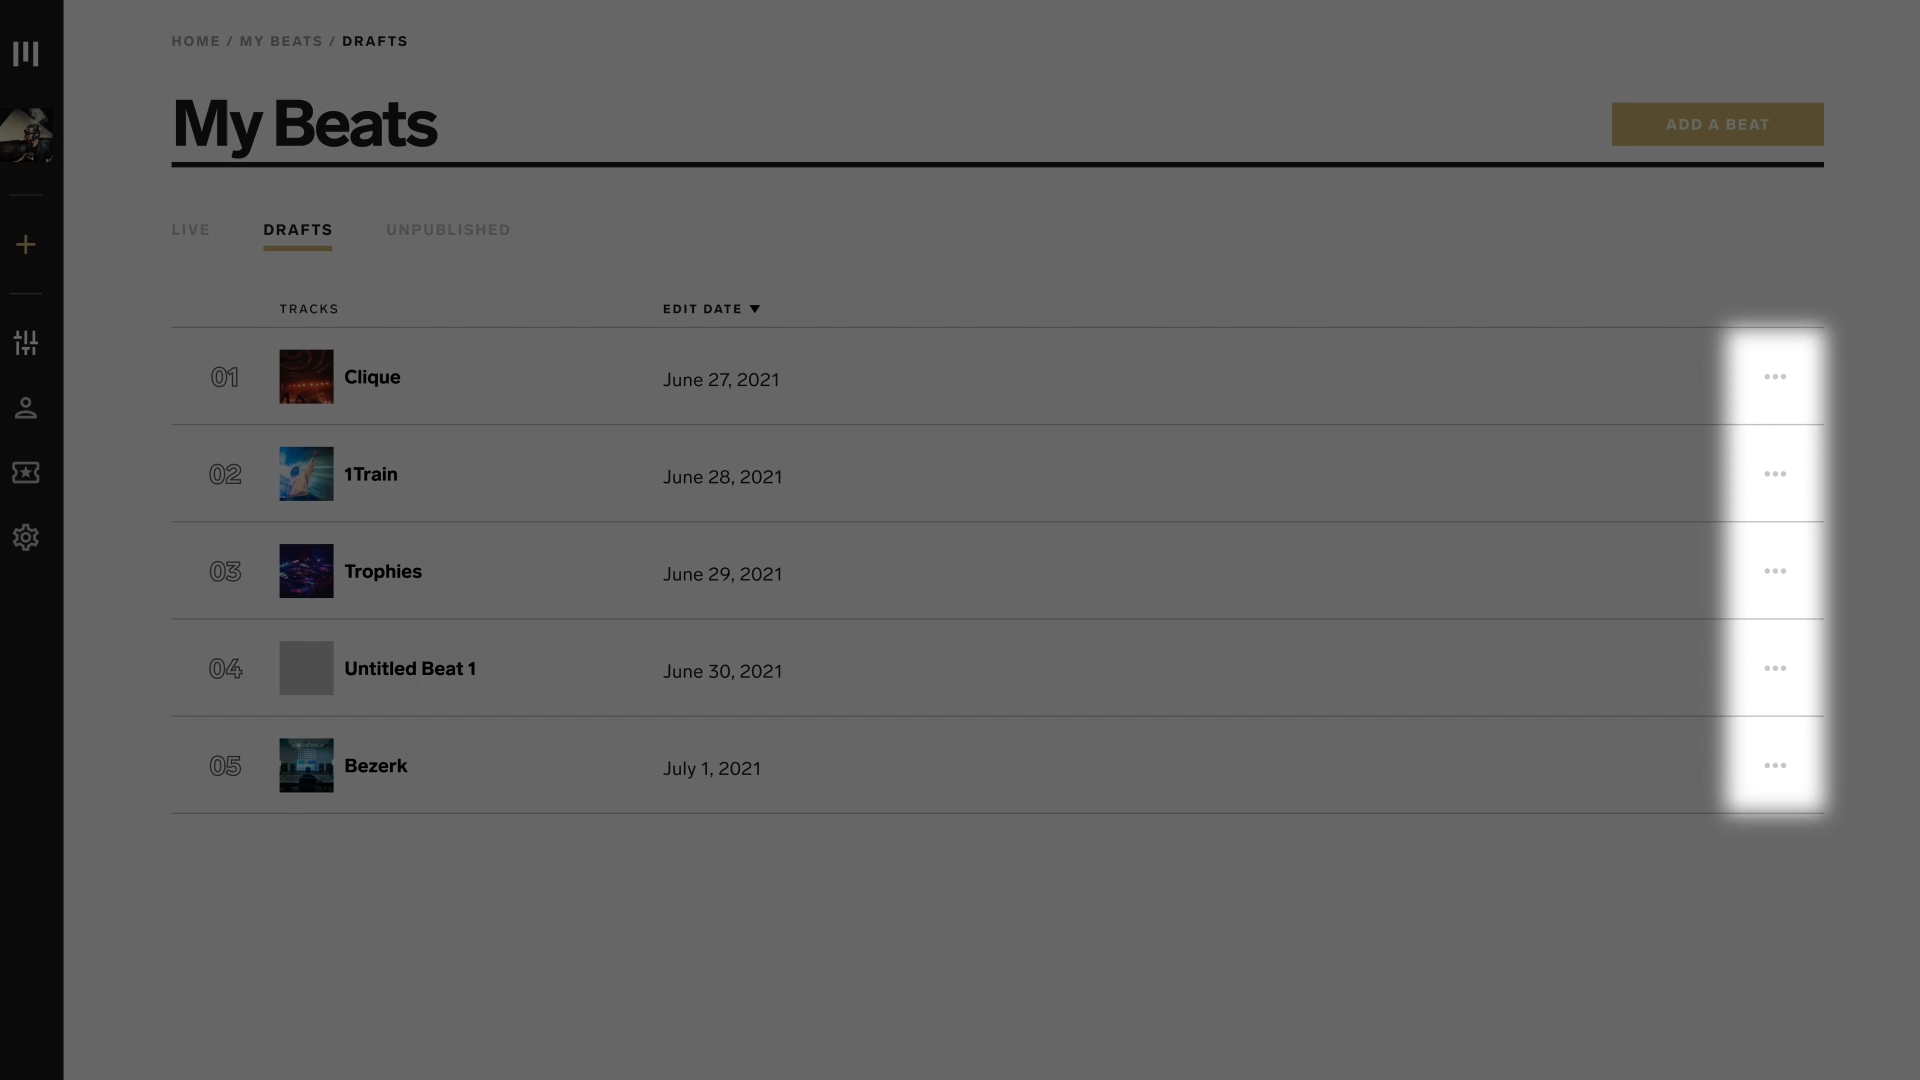 HOME / MY BEATS / DRAFTS
My Beats
ADD A BEAT
LIVE DRAFTS UNPUBLISHED
TRACKS EDIT DATE
01 Clique June 27, 2021
02 1Train June 28, 2021
03 Trophies June 29, 2021
04 Untitled Beat 1 June 30, 2021
05 Bezerk July 1, 2021